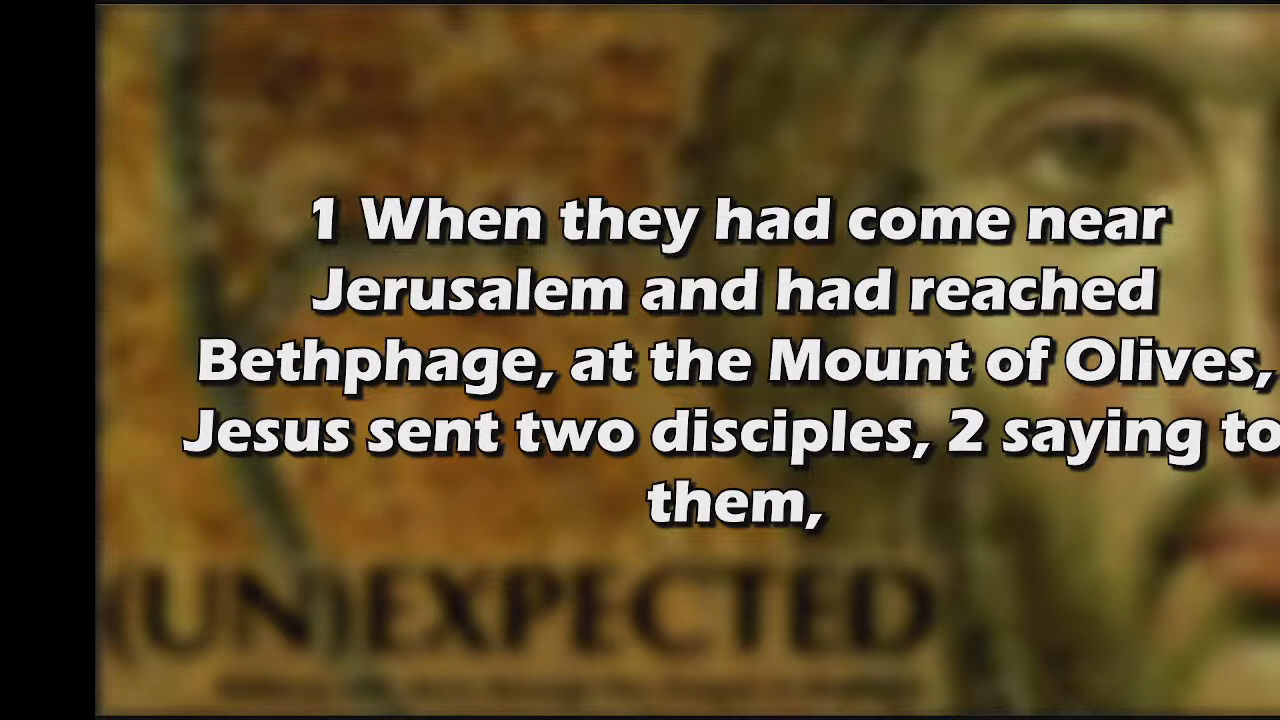 1 When they had come near
Jerusalem and had reached
Bethphage, at the Mount of Olives,
Jesus sent two disciples, 2 saying to
them,
(UN)EXPECTED